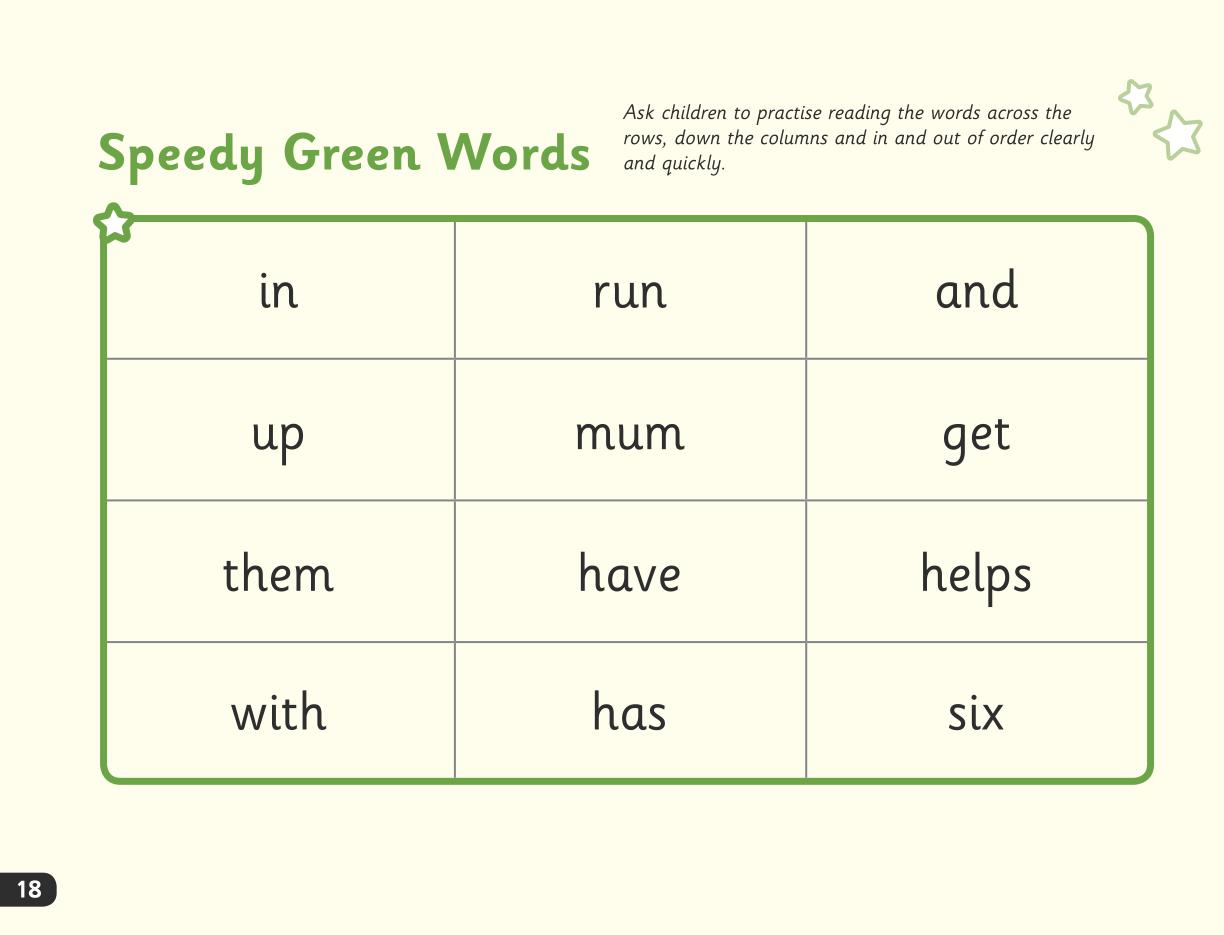 Speedy Green Words
Ask children to practise reading the words across the
rows, down the columns and in and out of order clearly
and quickly.
in run and
up mum get
them have helps
with has six
18